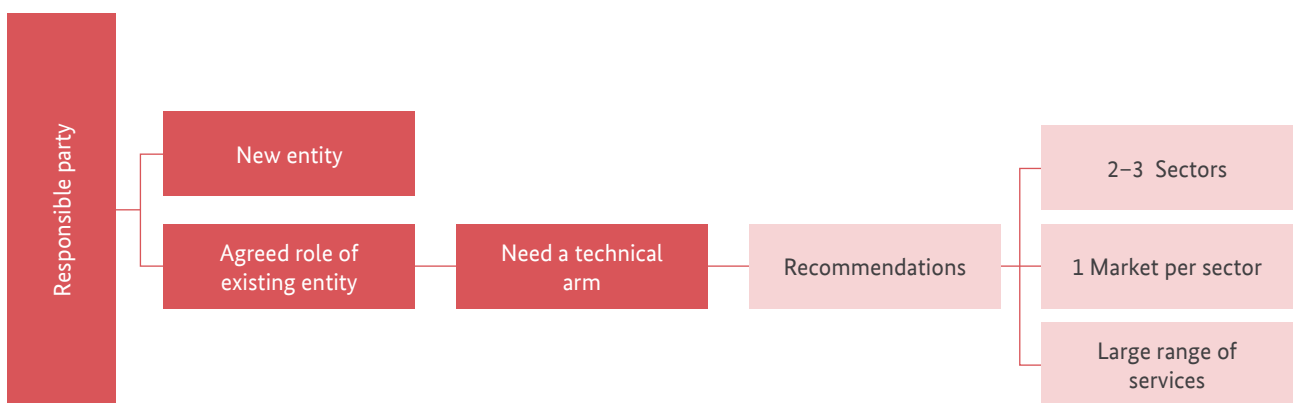 Responsible party
New entity
Agreed role of
existing entity
Need a technical
arm
Recommendations
2–3 Sectors
1 Market per sector
Large range of
services